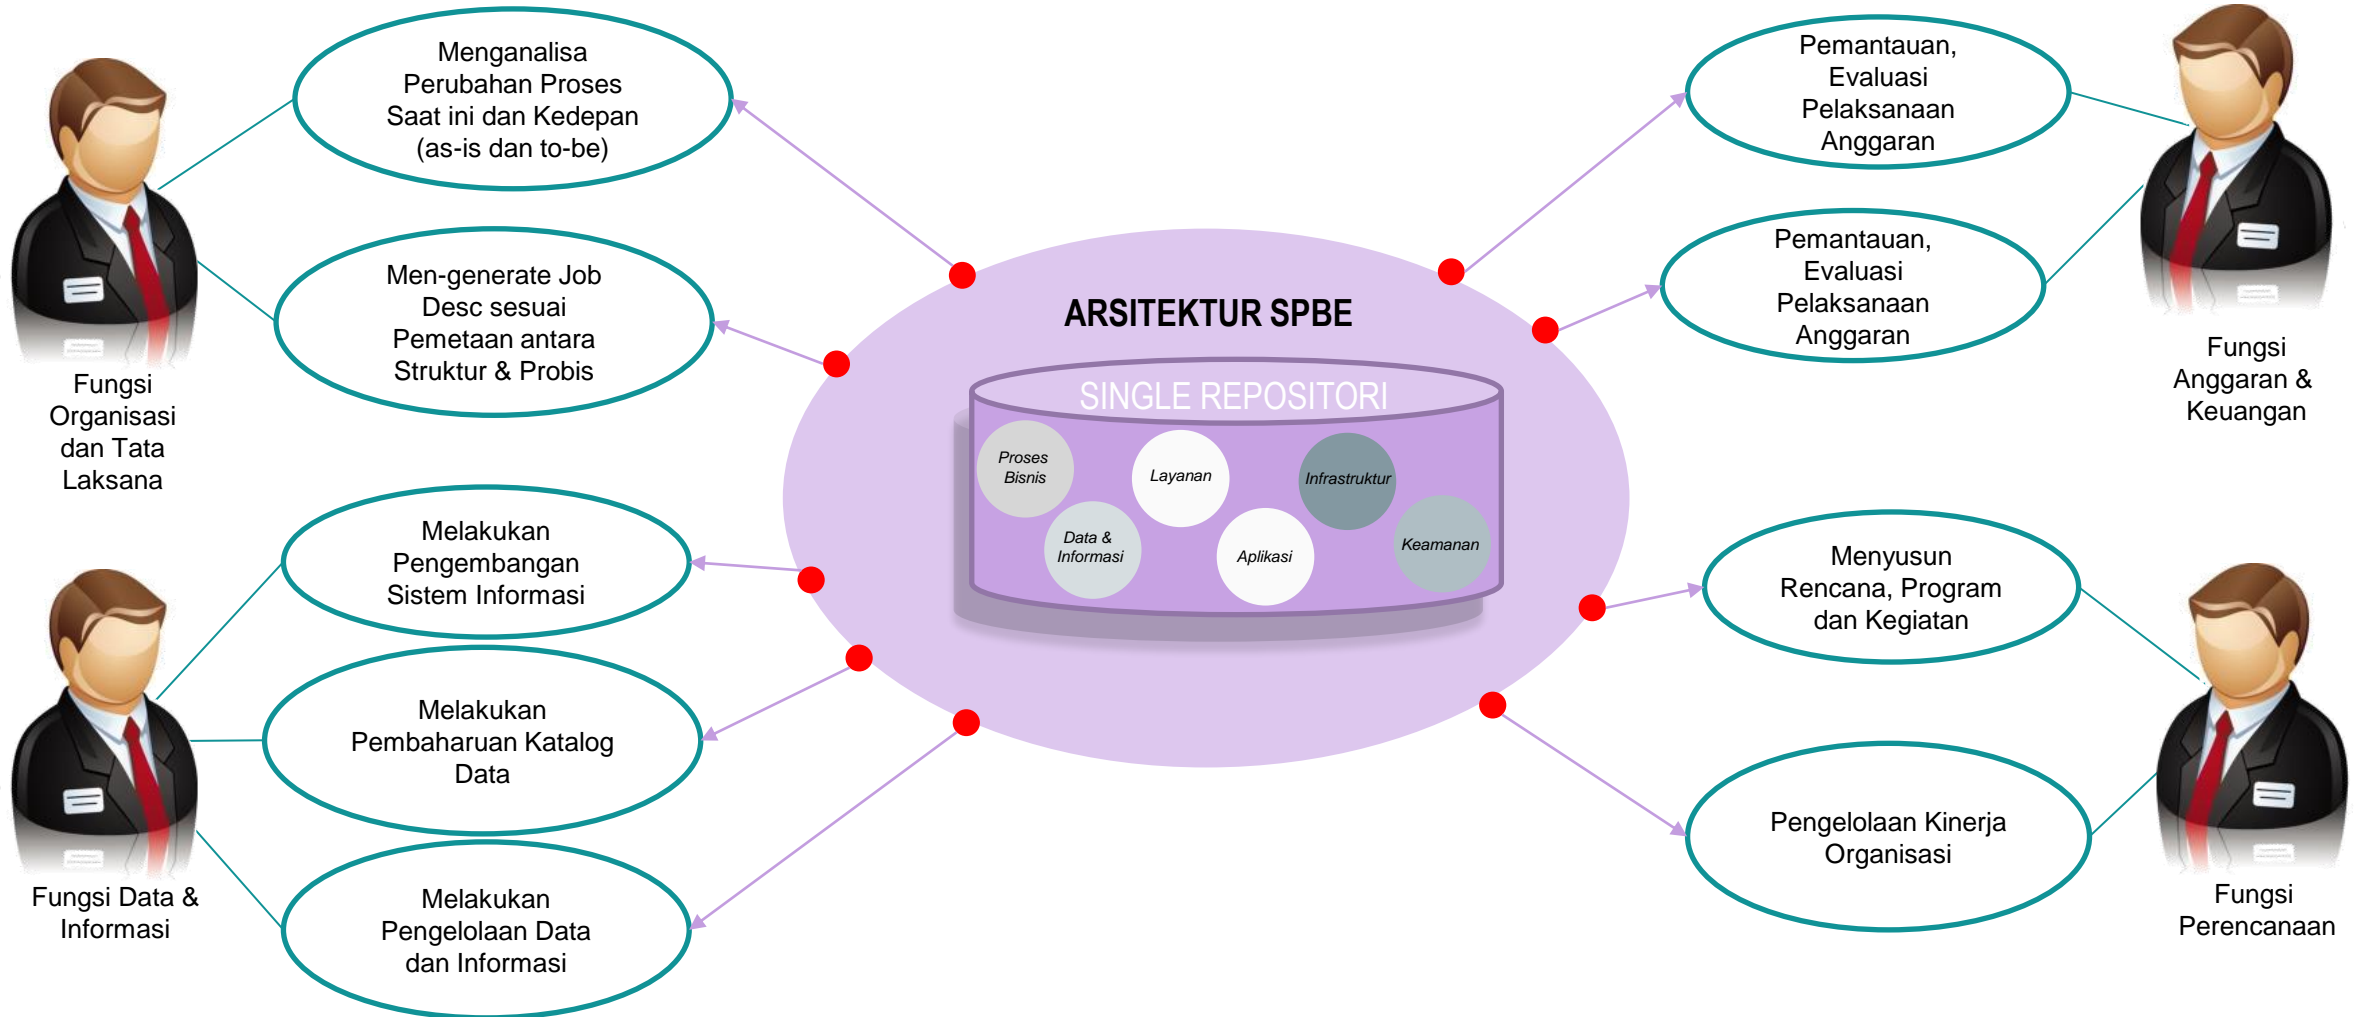 Menganalisa
Perubahan Proses
Saat ini dan Kedepan
(as-is dan to-be)
Men-generate Job
Desc sesuai
Pemetaan antara
Struktur & Probis
Fungsi
Organisasi
dan Tata
Laksana
Melakukan
Pengembangan
Sistem Informasi
Melakukan
Pembaharuan Katalog
Data
Melakukan
Pengelolaan Data
dan Informasi
Fungsi Data &
Informasi
ARSITEKTUR SPBE
SINGLE REPOSITORI
Proses
Bisnis
Layanan
Infrastruktur
Data &
Informasi
Aplikasi
Keamanan
Pemantauan,
Evaluasi
Pelaksanaan
Anggaran
Pemantauan,
Evaluasi
Pelaksanaan
Anggaran
Fungsi
Anggaran &
Keuangan
Menyusun
Rencana, Program
dan Kegiatan
Pengelolaan Kinerja
Organisasi
Fungsi
Perencanaan